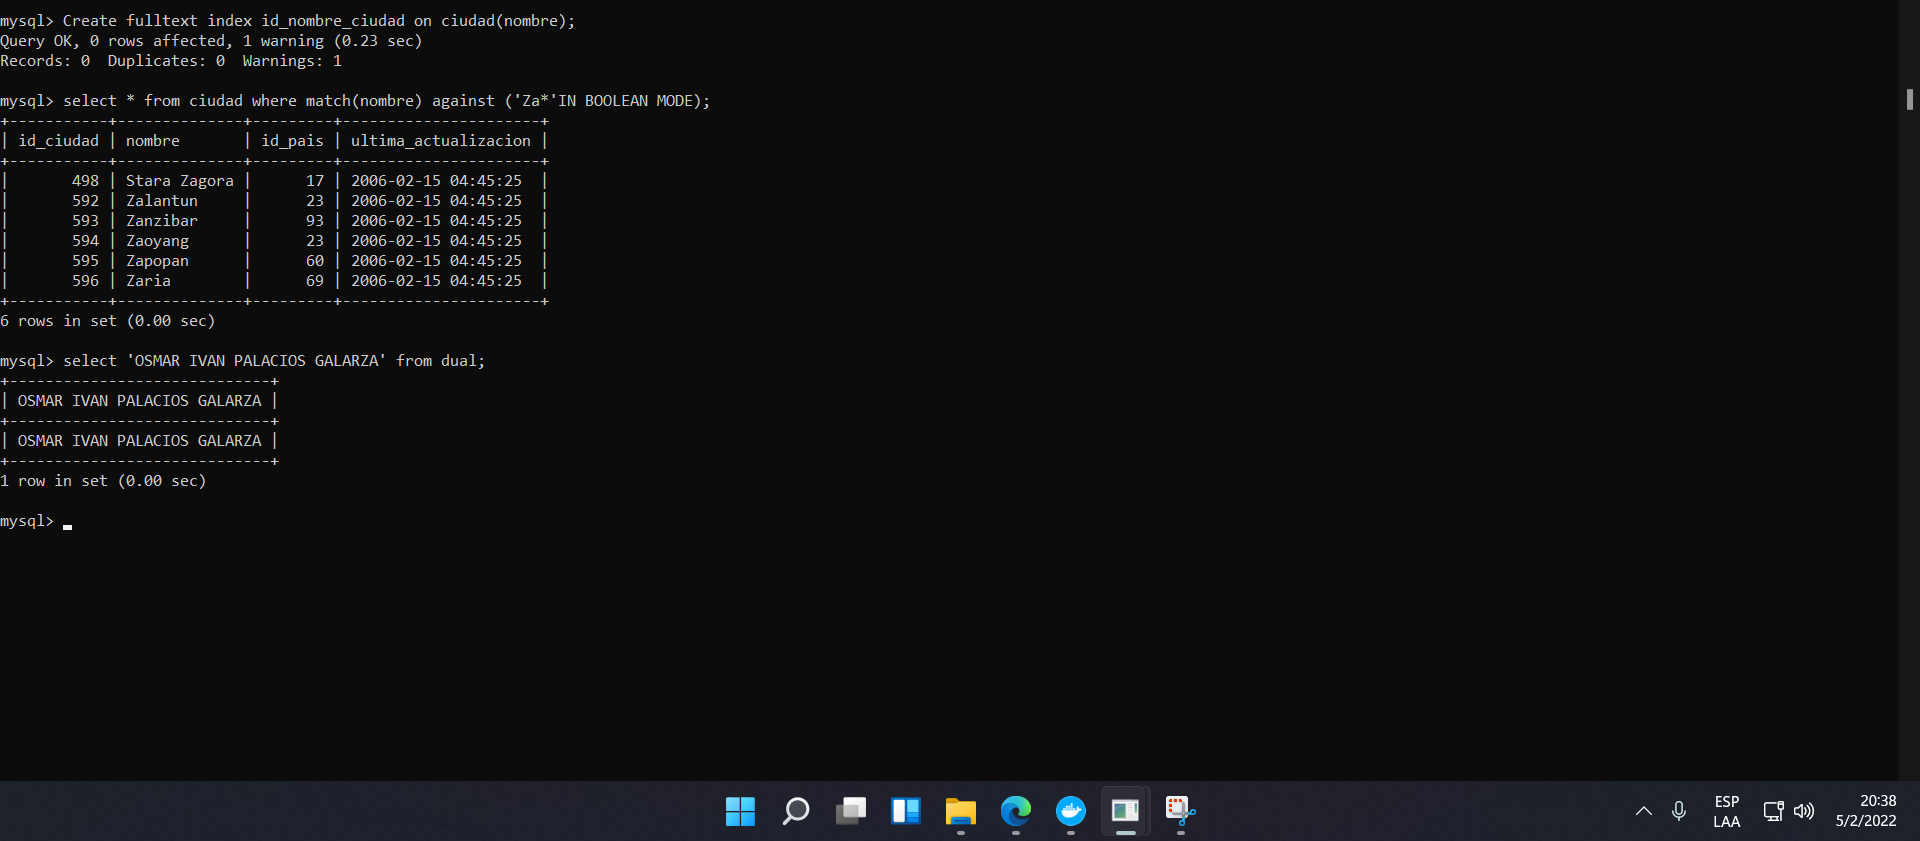 mysql> Create fulltext index id_nombre_ciudad on ciudad(nombre);
Query OK, 0 rows affected, 1 warning (0.23 sec)
Records: 0  Duplicates: 0  Warnings: 1
mysql> select * from ciudad where match(nombre) against ('Za*'IN BOOLEAN MODE);
+-----------+--------------+---------+----------------------+
| id_ciudad | nombre       | id_pais | ultima_actualizacion |
+-----------+--------------+---------+----------------------+
|       498 | Stara Zagora |      17 | 2006-02-15 04:45:25  |
|       592 | Zalantun     |      23 | 2006-02-15 04:45:25  |
|       593 | Zanzibar     |      93 | 2006-02-15 04:45:25  |
|       594 | Zaoyang      |      23 | 2006-02-15 04:45:25  |
|       595 | Zapopan      |      60 | 2006-02-15 04:45:25  |
|       596 | Zaria        |      69 | 2006-02-15 04:45:25  |
+-----------+--------------+---------+----------------------+
6 rows in set (0.00 sec)
mysql> select 'OSMAR IVAN PALACIOS GALARZA' from dual;
+-----------------------------+
| OSMAR IVAN PALACIOS GALARZA |
+-----------------------------+
| OSMAR IVAN PALACIOS GALARZA |
+-----------------------------+
1 row in set (0.00 sec)
mysql>
ESP
LAA
20:38
5/2/2022